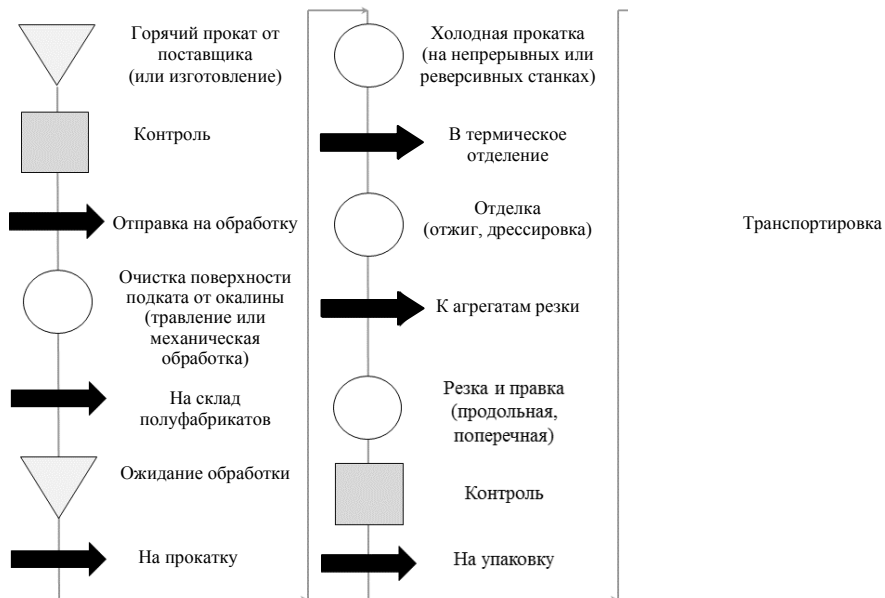 Горячий прокат от
поставщика
(или изготовление)
Контроль
Отправка на обработку
Очистка поверхности
подката от окалины
(травление или
механическая
обработка)
На склад
полуфабрикатов
Ожидание обработки
На прокатку
Холодная прокатка
(на непрерывных или
реверсивных станках)
В термическое
отделение
Отделка
(отжиг, дрессировка)
К агрегатам резки
Резка и правка
(продольная,
поперечная)
Контроль
На упаковку
Транспортировка